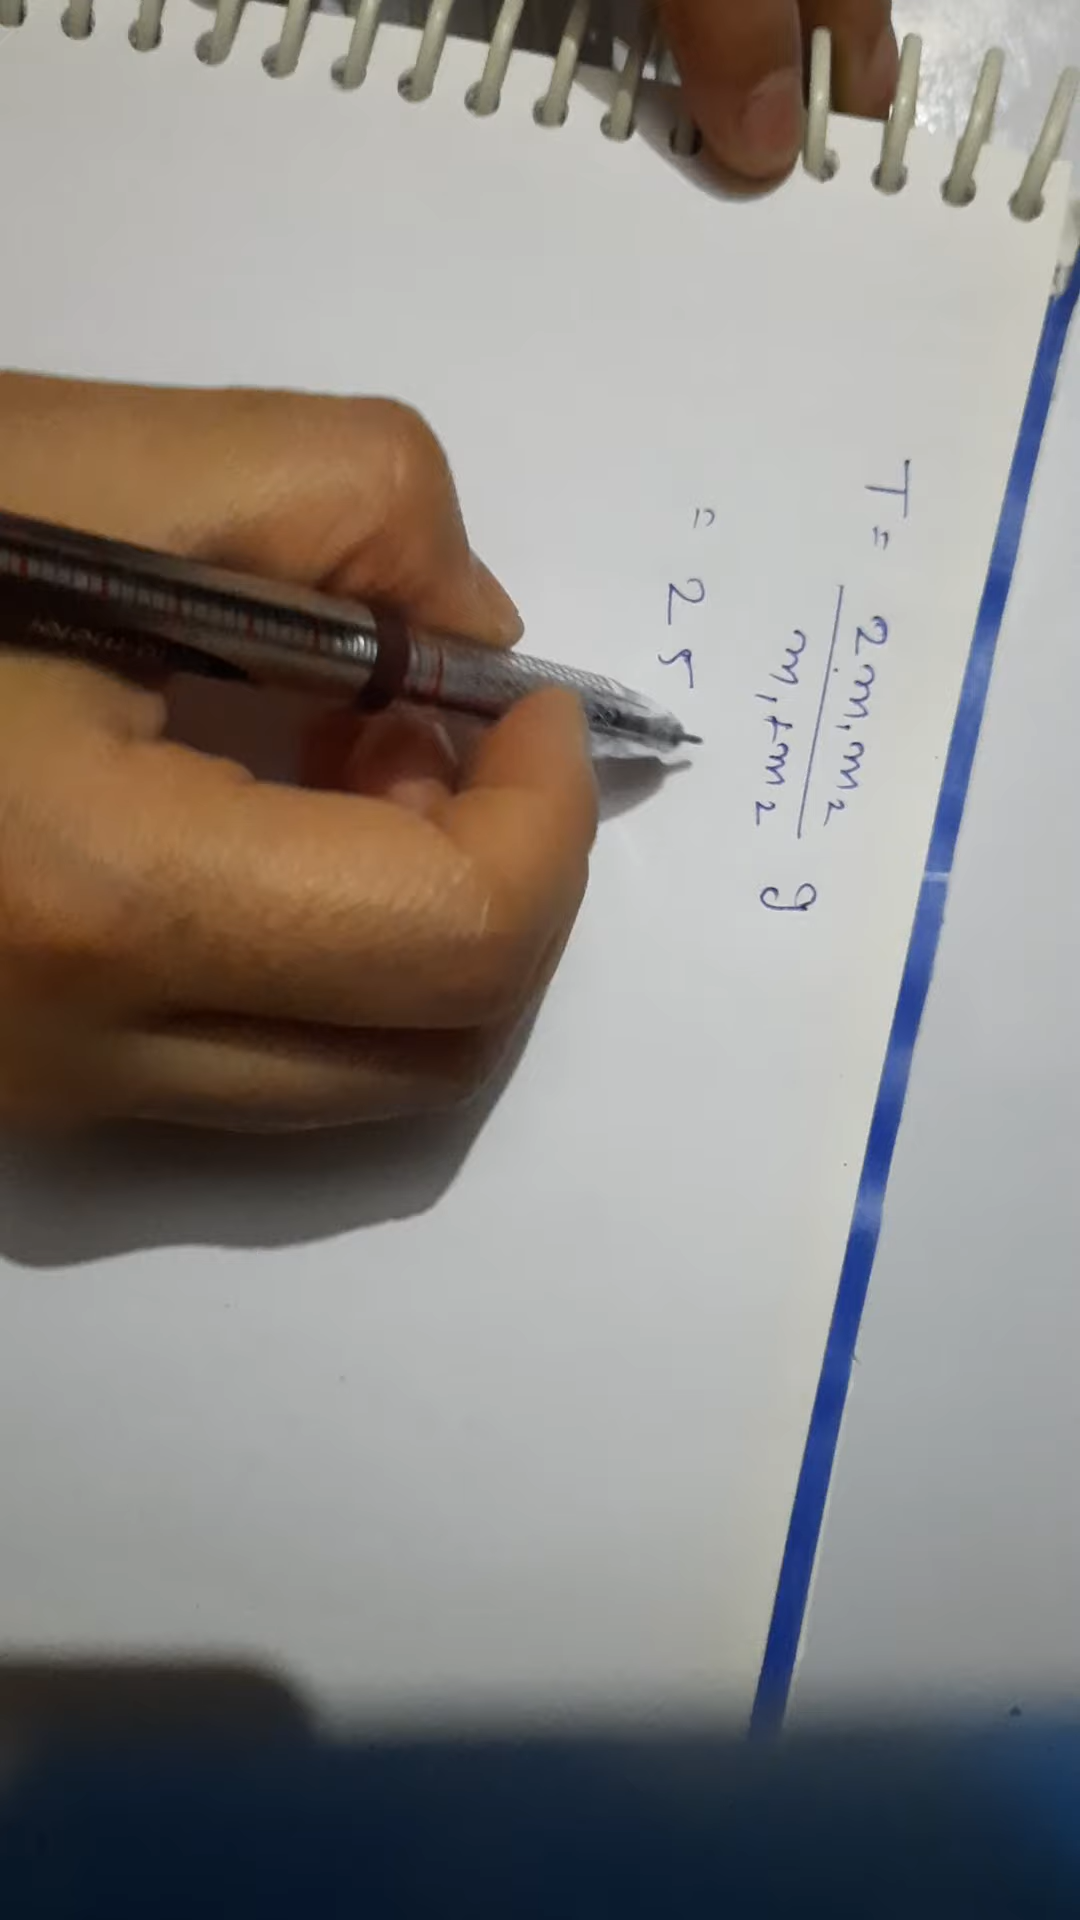 T = 2m₁m₂
m₁+m₂ g
= 25